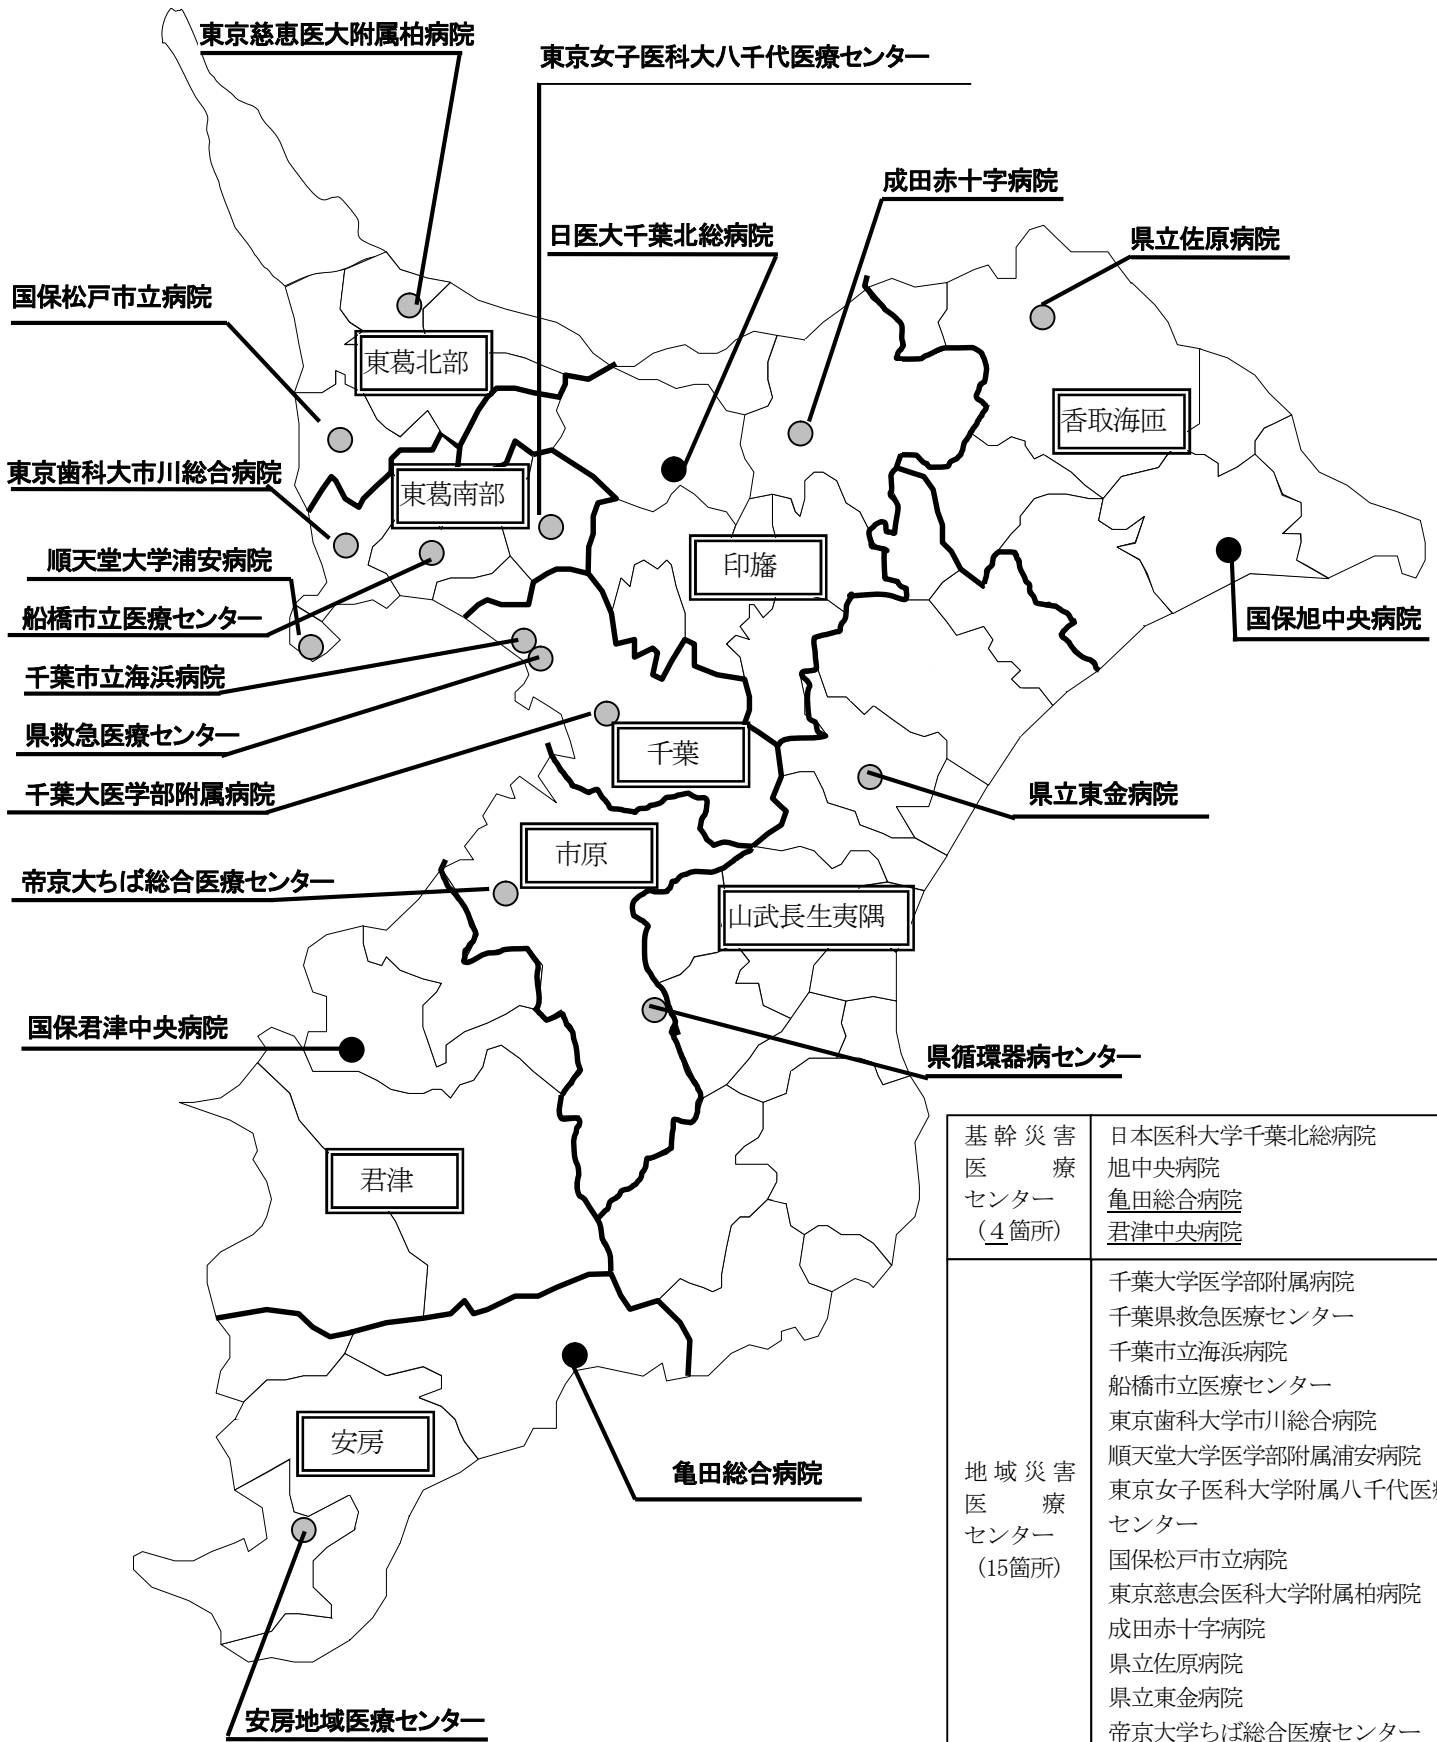 東京慈恵医大附属柏病院
東京女子医科大八千代医療センター
成田赤十字病院
日医大千葉北総病院
県立佐原病院
国保松戸市立病院
東葛北部
香取海匝
東京歯科大市川総合病院
東葛南部
順天堂大学浦安病院
印旛
船橋市立医療センター
国保旭中央病院
千葉市立海浜病院
県救急医療センター
千葉
千葉大医学部附属病院
県立東金病院
市原
帝京大ちば総合医療センター
山武長生夷隅
国保君津中央病院
県循環器病センター
君津
安房
亀田総合病院
安房地域医療センター
基幹災害
医療
センター
（４箇所）
日本医科大学千葉北総病院
旭中央病院
亀田総合病院
君津中央病院
地域災害
医療
センター
（15箇所）
千葉大学医学部附属病院
千葉県救急医療センター
千葉市立海浜病院
船橋市立医療センター
東京歯科大学市川総合病院
順天堂大学医学部附属浦安病院
東京女子医科大学附属八千代医療
センター
国保松戸市立病院
東京慈恵会医科大学附属柏病院
成田赤十字病院
県立佐原病院
県立東金病院
帝京大学ちば総合医療センター